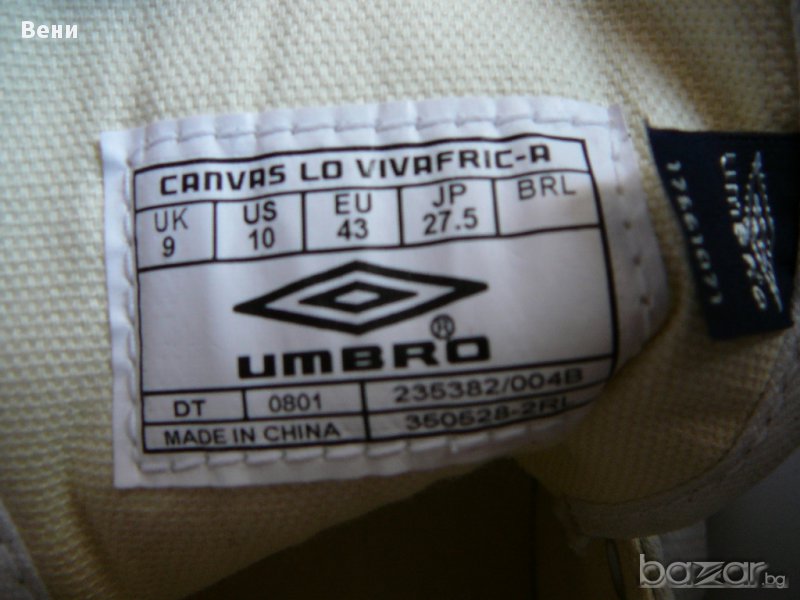 Вени
CANVAS LO VIVAFRIC-A
UK US EU JP BRL
9 10 43 27.5
UMBRO®
DT 0801 235382/004B
MADE IN CHINA 350528-2RL
umbro
bazar.bg